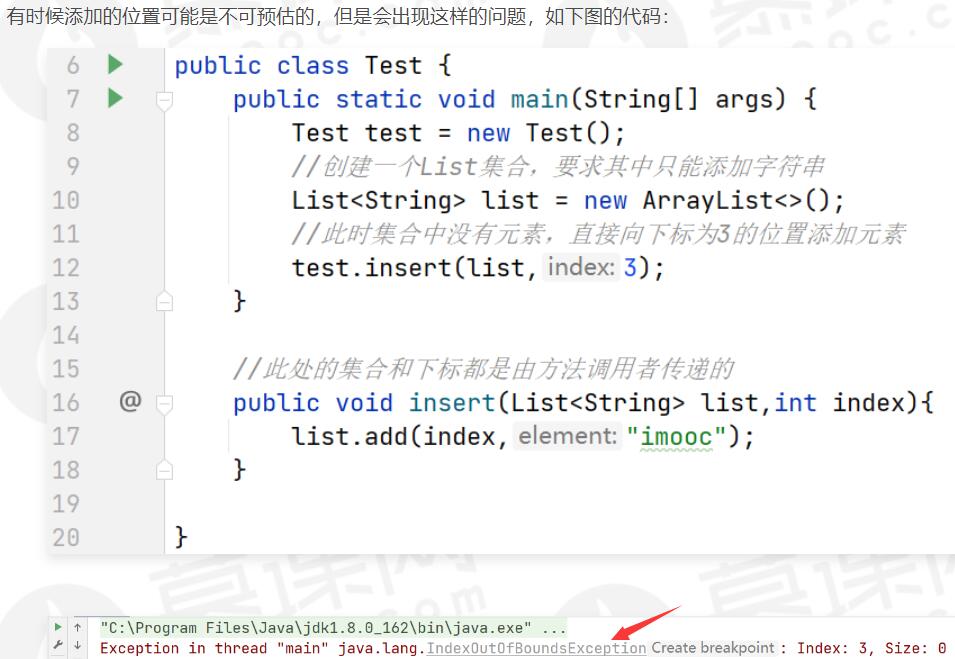 有时候添加的位置可能是不可预估的，但是会出现这样的问题，如下图的代码：
6 public class Test {
7 public static void main(String[] args) {
8 Test test = new Test();
9 //创建一个List集合，要求其中只能添加字符串
10 List<String> list = new ArrayList<>();
11 //此时集合中没有元素，直接向下标为3的位置添加元素
12 test.insert(list, index: 3);
13 }
14
15 //此处的集合和下标都是由方法调用者传递的
16 @ public void insert(List<String> list,int index){
17 list.add(index, element: "imooc");
18 }
19
20 }
"C:\Program Files\Java\jdk1.8.0_162\bin\java.exe" ...
Exception in thread "main" java.lang.IndexOutOfBoundsException Create breakpoint : Index: 3, Size: 0